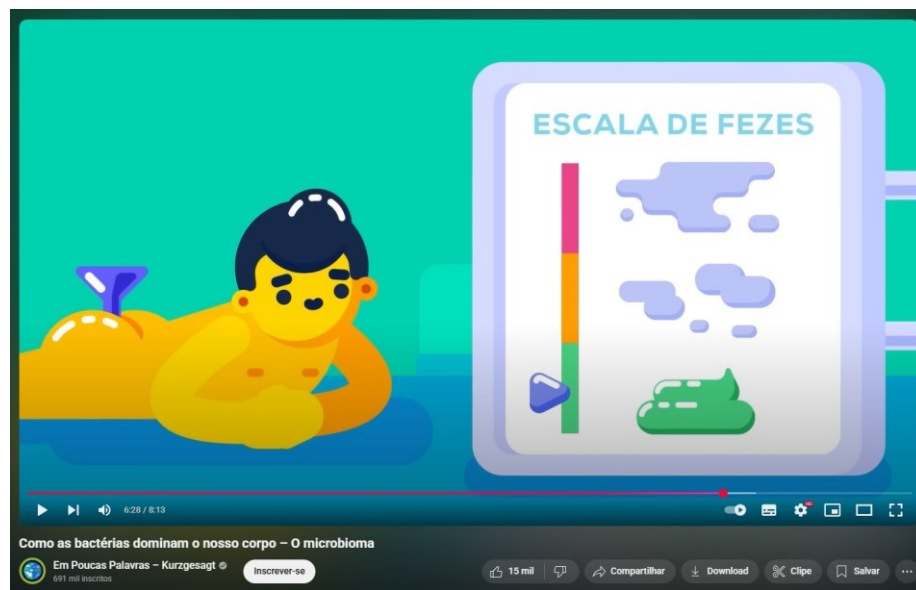 ESCALA DE FEZES
6:28 / 8:13
HD
Como as bactérias dominam o nosso corpo – O microbioma
Em Poucas Palavras – Kurzgesagt
691 mil inscritos
Inscrever-se
15 mil
Compartilhar
Download
Clipe
Salvar